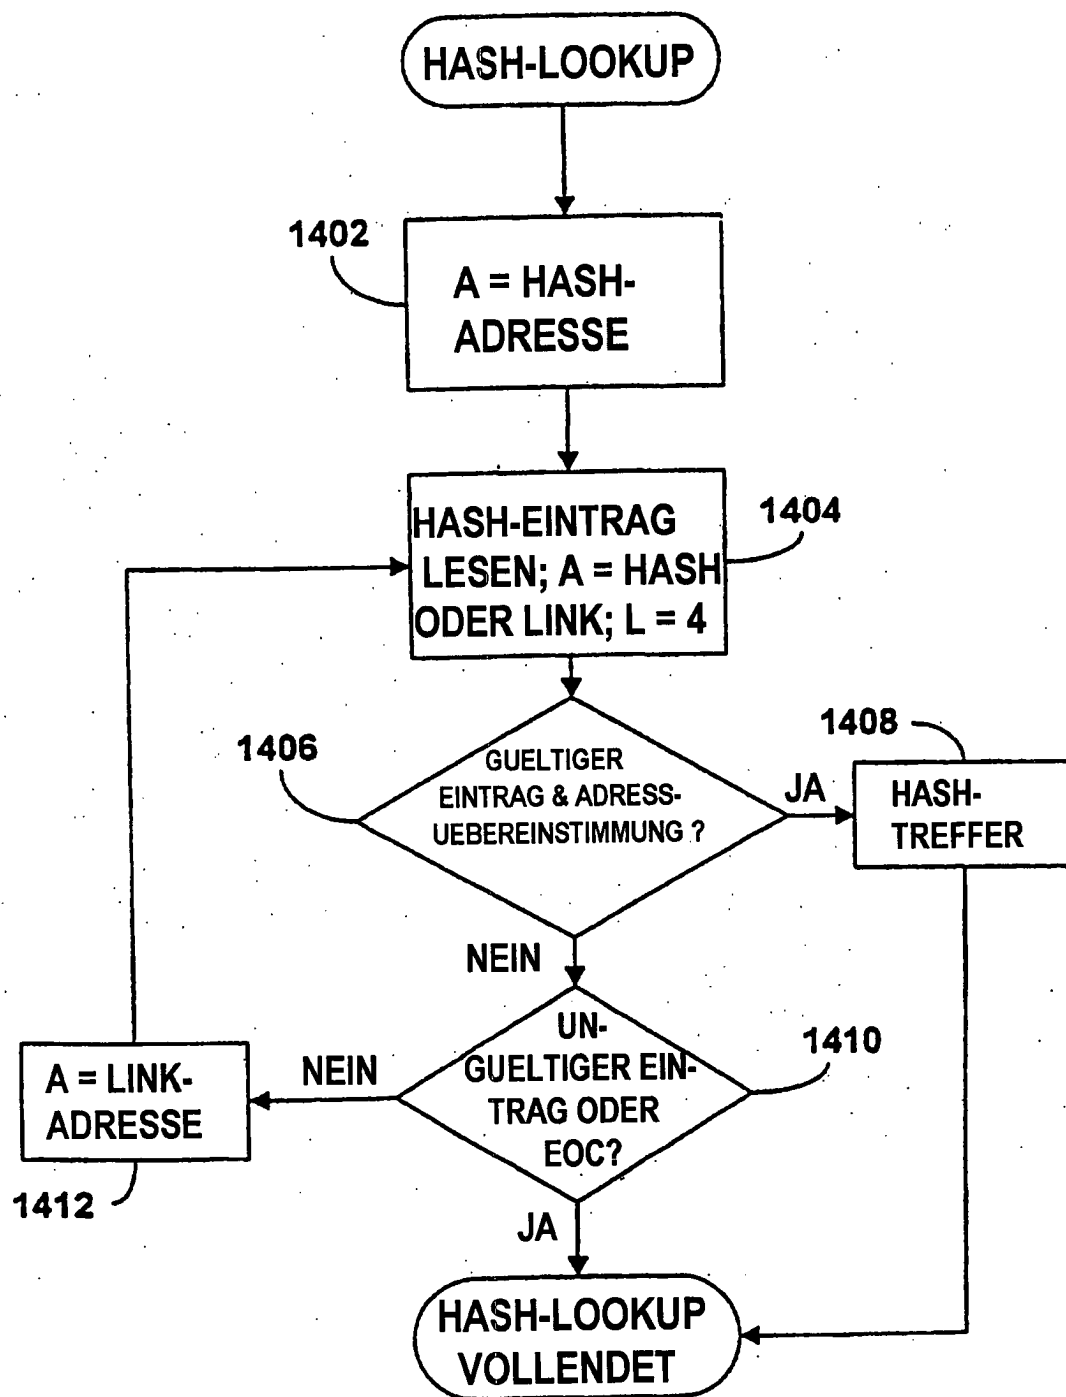 HASH-LOOKUP
1402
A = HASH-
ADRESSE
HASH-EINTRAG
LESEN; A = HASH
ODER LINK; L = 4
1404
1406
GUELTIGER
EINTRAG & ADRESS-
UEBEREINSTIMMUNG ?
JA
1408
HASH-
TREFFER
NEIN
UN-
GUELTIGER EIN-
TRAG ODER
EOC?
1410
NEIN
A = LINK-
ADRESSE
1412
JA
HASH-LOOKUP
VOLLENDET